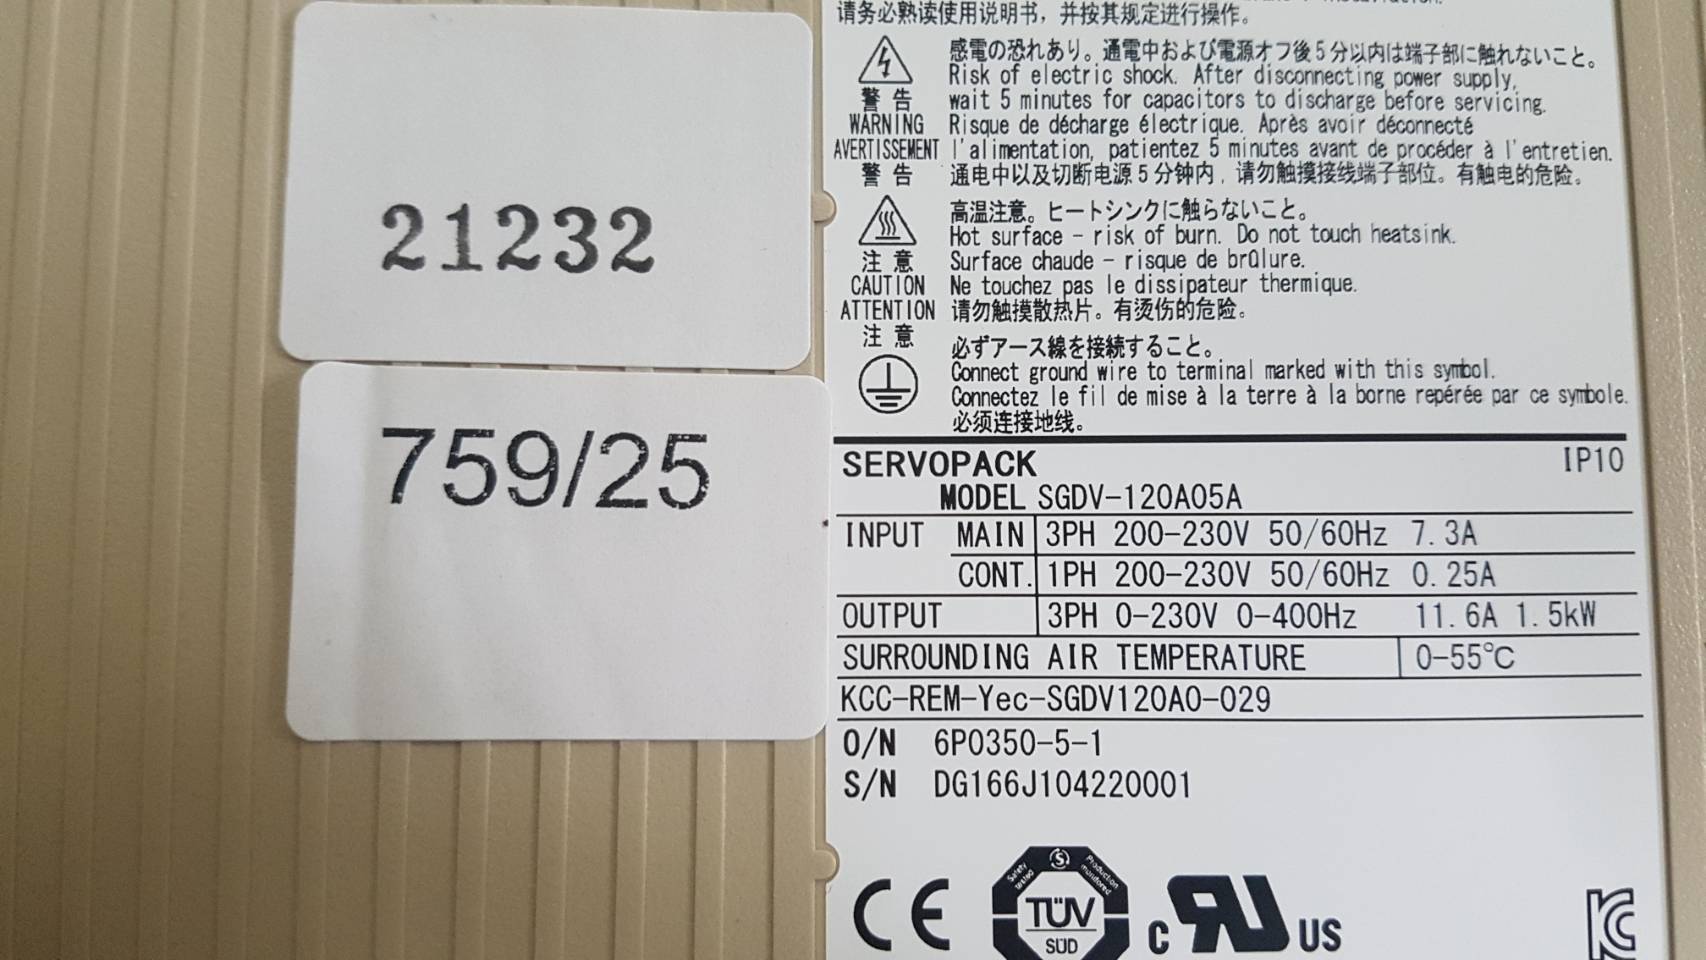 21232
759/25
请务必熟读使用说明书，并按其规定进行操作。
感電の恐れあり。通電中および電源オフ後5分以内は端子部に触れないこと。
Risk of electric shock. After disconnecting power supply,
警告 wait 5 minutes for capacitors to discharge before servicing.
WARNING Risque de décharge électrique. Après avoir déconnecté
AVERTISSEMENT l'alimentation, patientez 5 minutes avant de procéder à l'entretien.
警告 通电中以及切断电源5分钟内，请勿触摸接线端子部位。有触电的危险。
高温注意。ヒートシンクに触らないこと。
Hot surface - risk of burn. Do not touch heatsink.
注意 Surface chaude - risque de brûlure.
CAUTION Ne touchez pas le dissipateur thermique.
ATTENTION 请勿触摸散热片。有烫伤的危险。
注意
必ずアース線を接続すること。
Connect ground wire to terminal marked with this symbol.
Connectez le fil de mise à la terre à la borne repérée par ce symbole.
必须连接地线。
SERVOPACK IP10
MODEL SGDV-120A05A
INPUT MAIN 3PH 200-230V 50/60Hz 7.3A
CONT. 1PH 200-230V 50/60Hz 0.25A
OUTPUT 3PH 0-230V 0-400Hz 11.6A 1.5kW
SURROUNDING AIR TEMPERATURE 0-55℃
KCC-REM-Yec-SGDV120A0-029
O/N 6P0350-5-1
S/N DG166J104220001
CE
Safety tested
Production monitored
TÜV
SÜD
c RU US
KC